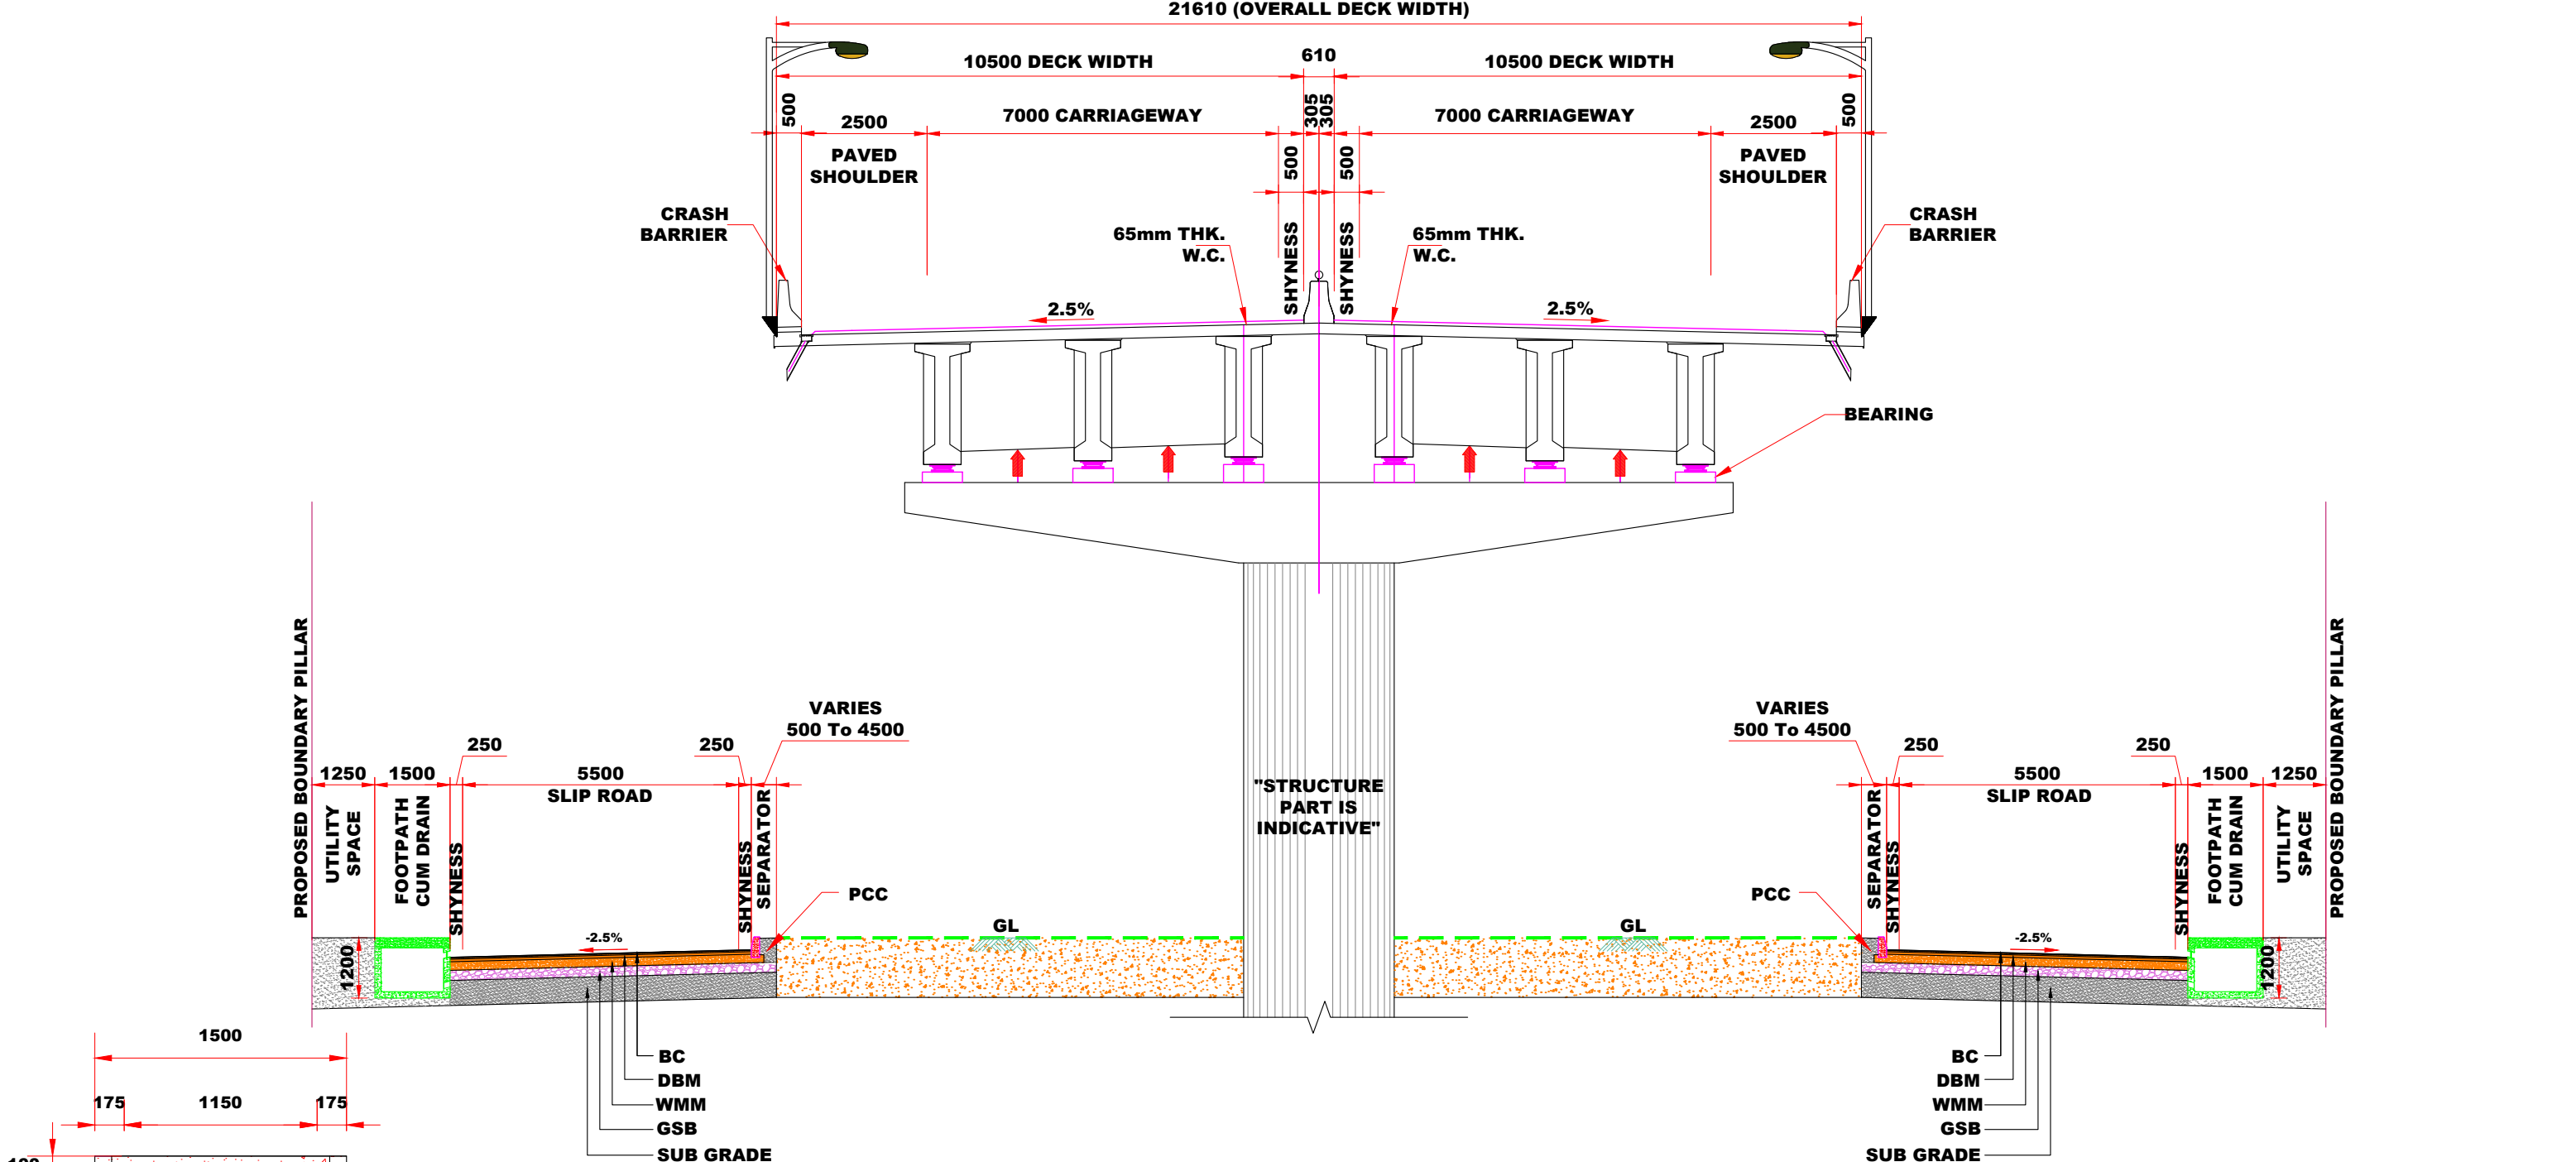 21610 (OVERALL DECK WIDTH)
10500 DECK WIDTH
610
10500 DECK WIDTH
500
2500
7000 CARRIAGEWAY
305
305
7000 CARRIAGEWAY
2500
500
PAVED
SHOULDER
500
500
PAVED
SHOULDER
CRASH
BARRIER
65mm THK.
W.C.
SHYNESS
SHYNESS
65mm THK.
W.C.
CRASH
BARRIER
2.5%
2.5%
BEARING
PROPOSED BOUNDARY PILLAR
VARIES
500 To 4500
250
250
1250
1500
5500
SLIP ROAD
UTILITY
SPACE
FOOTPATH
CUM DRAIN
SHYNESS
SHYNESS
SEPARATOR
PCC
-2.5%
1200
GL
"STRUCTURE
PART IS
INDICATIVE"
GL
VARIES
500 To 4500
250
250
5500
1500
1250
SLIP ROAD
SEPARATOR
SHYNESS
SHYNESS
FOOTPATH
CUM DRAIN
UTILITY
SPACE
PROPOSED BOUNDARY PILLAR
PCC
-2.5%
1200
BC
DBM
WMM
GSB
SUB GRADE
BC
DBM
WMM
GSB
SUB GRADE
1500
175
1150
175